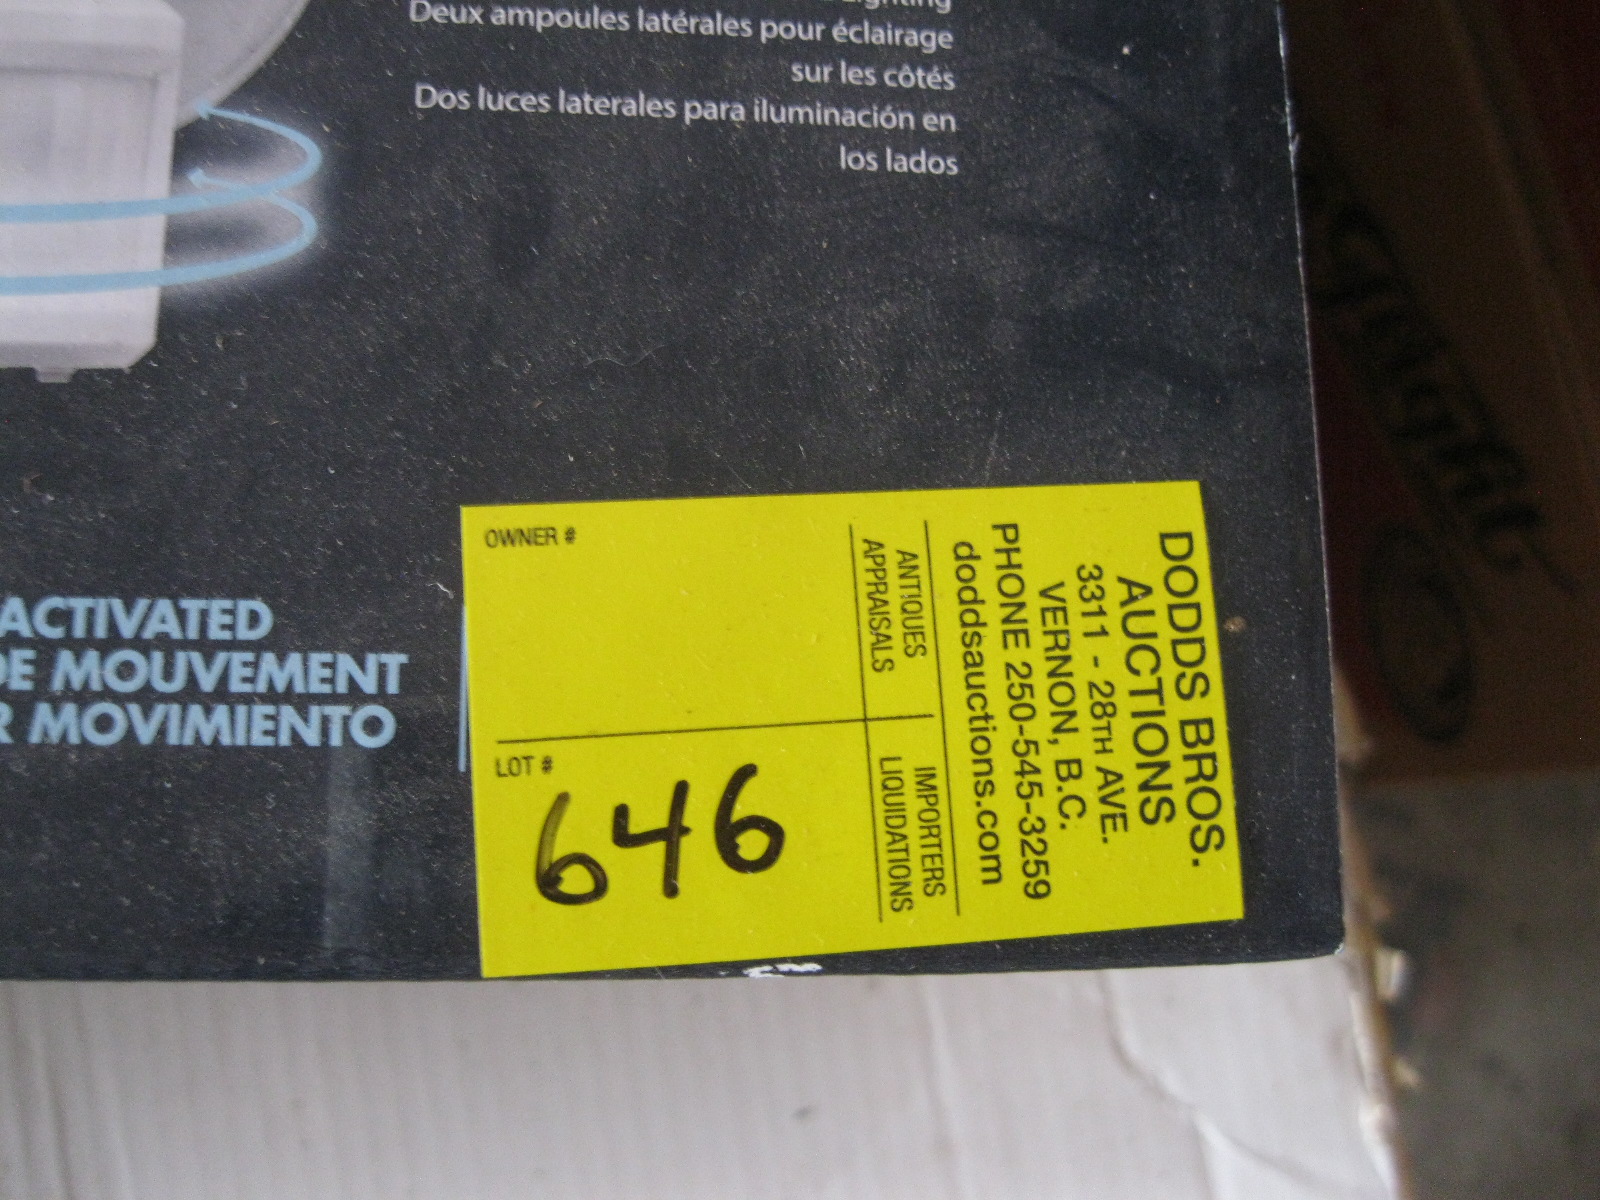 Deux ampoules latérales pour éclairage
sur les côtés
Dos luces laterales para iluminación en
los lados
ACTIVATED
DE MOUVEMENT
R MOVIMIENTO
OWNER #
LOT #
646
DODDS BROS.
AUCTIONS
3311 - 28TH AVE.
VERNON, B.C.
PHONE 250-545-3259
doddsauctions.com
ANTIQUES
APPRAISALS
IMPORTERS
LIQUIDATIONS